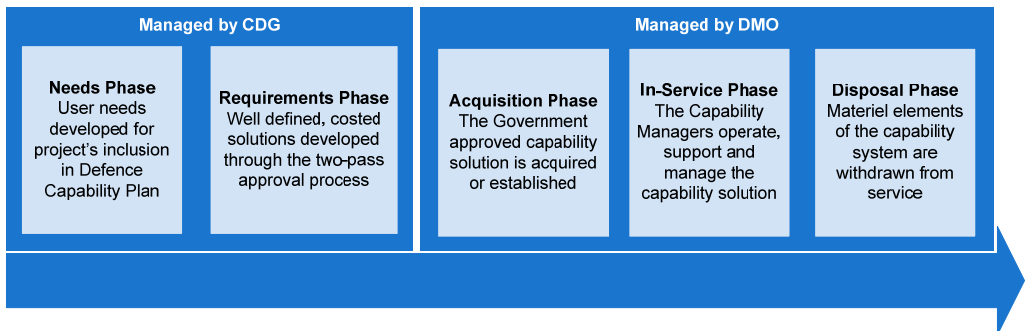 Managed by CDG
Needs Phase
User needs
developed for
project's inclusion
in Defence
Capability Plan
Requirements Phase
Well defined, costed
solutions developed
through the two-pass
approval process
Managed by DMO
Acquisition Phase
The Government
approved capability
solution is acquired
or established
In-Service Phase
The Capability
Managers operate,
support and
manage the
capability solution
Disposal Phase
Materiel elements
of the capability
system are
withdrawn from
service